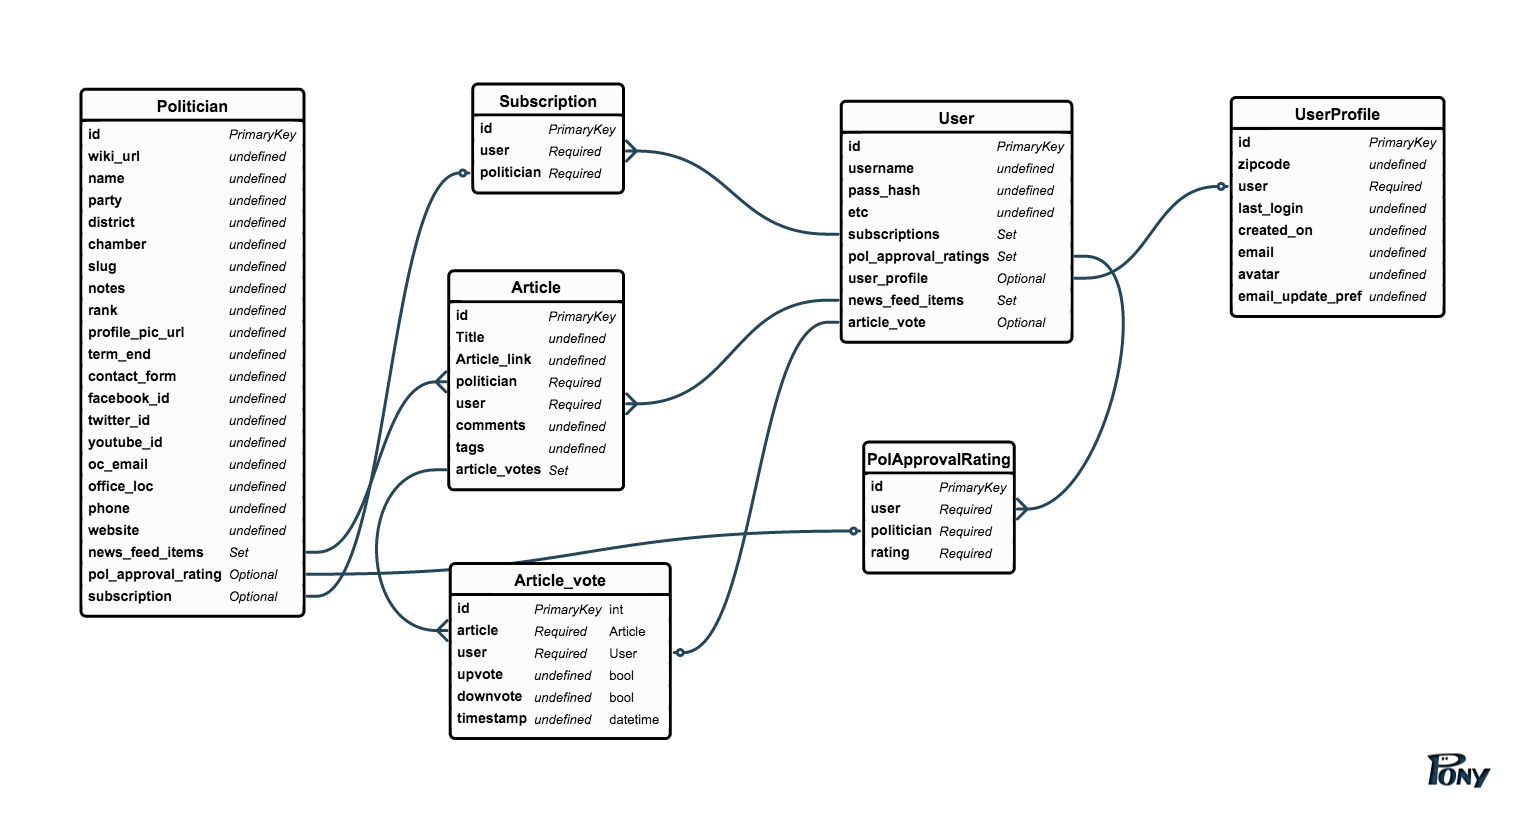 Politician
id PrimaryKey
wiki_url undefined
name undefined
party undefined
district undefined
chamber undefined
slug undefined
notes undefined
rank undefined
profile_pic_url undefined
term_end undefined
contact_form undefined
facebook_id undefined
twitter_id undefined
youtube_id undefined
oc_email undefined
office_loc undefined
phone undefined
website undefined
news_feed_items Set
pol_approval_rating Optional
subscription Optional
Subscription
id PrimaryKey
user Required
politician Required
Article
id PrimaryKey
Title undefined
Article_link undefined
politician Required
user Required
comments undefined
tags undefined
article_votes Set
Article_vote
id PrimaryKey int
article Required Article
user Required User
upvote undefined bool
downvote undefined bool
timestamp undefined datetime
User
id PrimaryKey
username undefined
pass_hash undefined
etc undefined
subscriptions Set
pol_approval_ratings Set
user_profile Optional
news_feed_items Set
article_vote Optional
PolApprovalRating
id PrimaryKey
user Required
politician Required
rating Required
UserProfile
id PrimaryKey
zipcode undefined
user Required
last_login undefined
created_on undefined
email undefined
avatar undefined
email_update_pref undefined
PONY